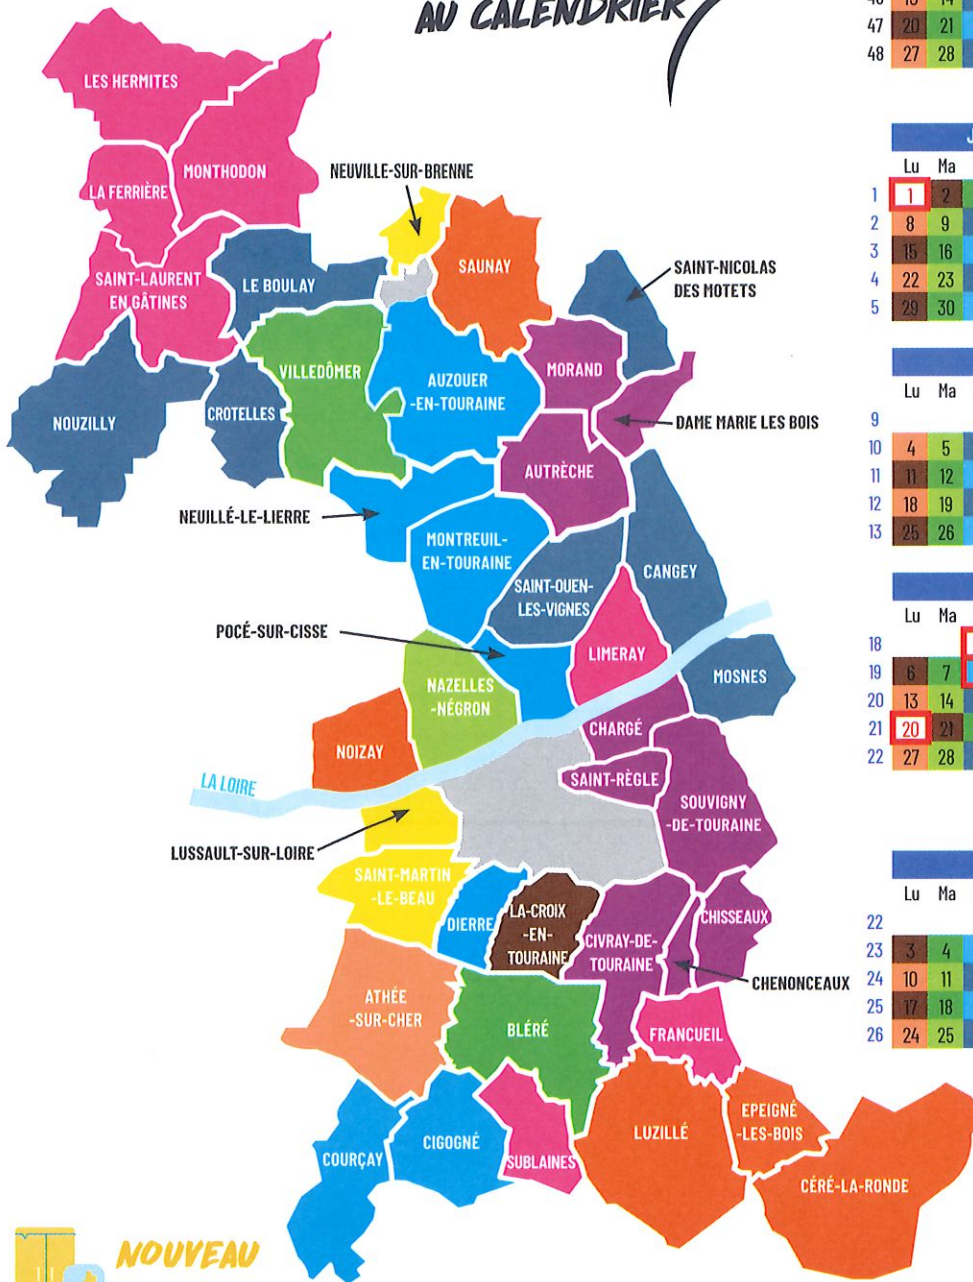 AU CALENDRIER
47 20 21
48 27 28
LES HERMITES
MONTHODON
LA FERRIÈRE
NEUVILLE-SUR-BRENNE
SAUNAY
SAINT-LAURENT
EN GÂTINES
LE BOULAY
SAINT-NICOLAS
DES MOTETS
VILLEDÔMER
AUZOUER
-EN-TOURAINE
MORAND
NOUZILLY
CROTELLES
DAME MARIE LES BOIS
AUTRÈCHE
NEUILLÉ-LE-LIERRE
MONTREUIL-
EN-TOURAINE
SAINT-OUEN-
LES-VIGNES
CANGEY
POCÉ-SUR-CISSE
LIMERAY
NAZELLES
-NÉGRON
MOSNES
NOIZAY
CHARGÉ
LA LOIRE
SAINT-RÈGLE
SOUVIGNY
-DE-TOURAINE
LUSSAULT-SUR-LOIRE
SAINT-MARTIN
-LE-BEAU
DIERRE
LA-CROIX
-EN-
TOURAINE
CIVRAY-DE-
TOURAINE
CHISSEAUX
CHENONCEAUX
ATHÉE
-SUR-CHER
BLÉRÉ
FRANCUEIL
COURÇAY
CIGOGNÉ
SUBLAINES
LUZILLÉ
EPEIGNÉ
-LES-BOIS
CÉRÉ-LA-RONDE
NOUVEAU
Lu Ma
1 1 2
2 8 9
3 15 16
4 22 23
5 29 30
Lu Ma
9
10 4 5
11 11 12
12 18 19
13 25 26
Lu Ma
18
19 6 7
20 13 14
21 20 21
22 27 28
Lu Ma
22
23 3 4
24 10 11
25 17 18
26 24 25